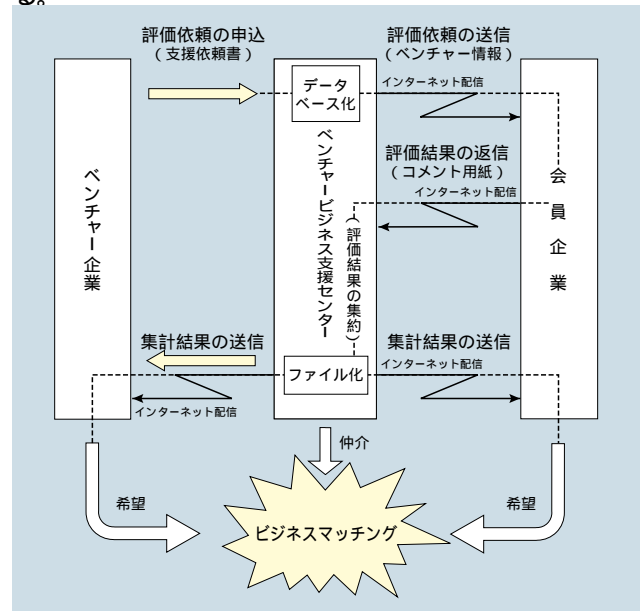 る。
評価依頼の申込
（支援依頼書）
評価依頼の送信
（ベンチャー情報）
データ
ベース化
インターネット配信
評価結果の返信
（コメント用紙）
インターネット配信
ベンチャー企業
ベンチャービジネス支援センター
（評価結果の集約）
会員企業
集計結果の送信
集計結果の送信
ファイル化
インターネット配信
インターネット配信
仲介
希望
希望
ビジネスマッチング